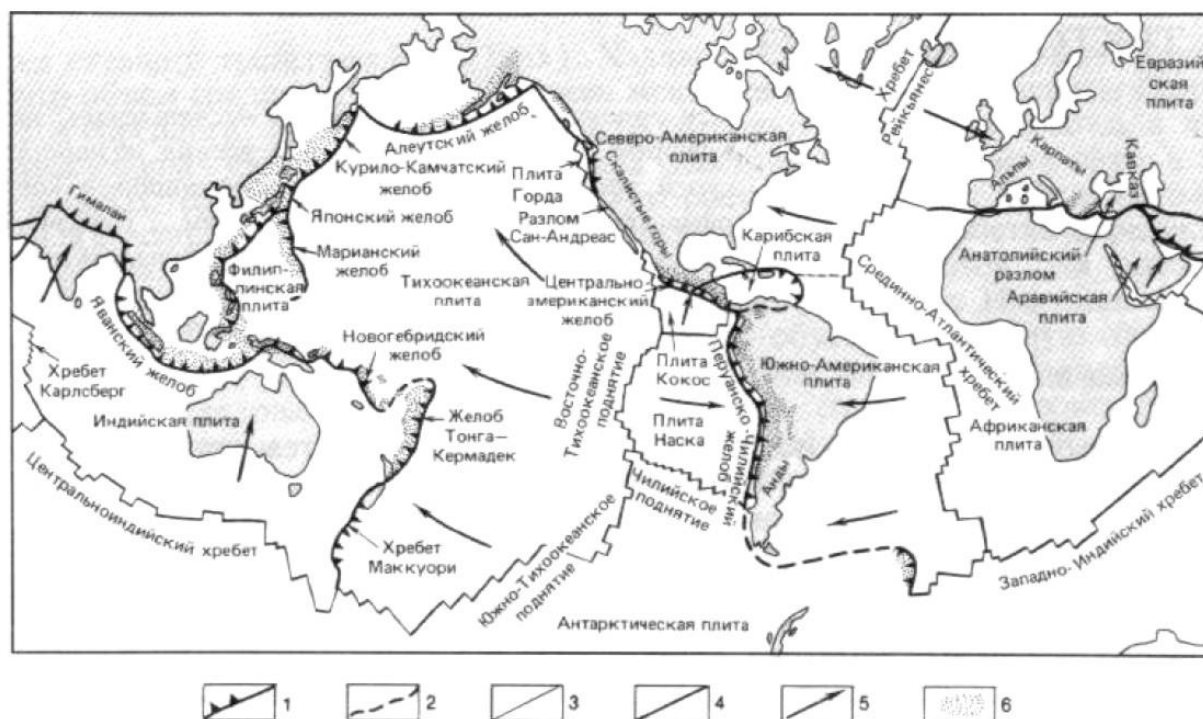 Хребет
Рейкьянес
Евразий
ская
плита
Алеутский желоб
Северо-Американская
плита
Карпаты
Альпы
Кавказ
Курило-Камчатский
желоб
Плита
Горда
Скалистые горы
Гималаи
Японский желоб
Разлом
Сан-Андреас
Карибская
плита
Марианский
желоб
Анатолийский
разлом
Филип-
пинская
плита
Тихоокеанская
плита
Центрально-
американский
желоб
Срединно-Атлантический
хребет
Аравийская
плита
Яванский желоб
Новогебридский
желоб
Хребет
Карлсберг
Восточно-
Тихоокеанское
поднятие
Плита
Кокос
Перуанско-Чилийский
желоб
Южно-Американская
плита
Индийская плита
Желоб
Тонга—
Кермадек
Плита
Наска
Африканская
плита
Анды
Чилийское
поднятие
Центральноиндийский хребет
Хребет
Маккуори
Южно-Тихоокеанское
поднятие
Западно-Индийский хребет
Антарктическая плита
1 2 3 4 5 6